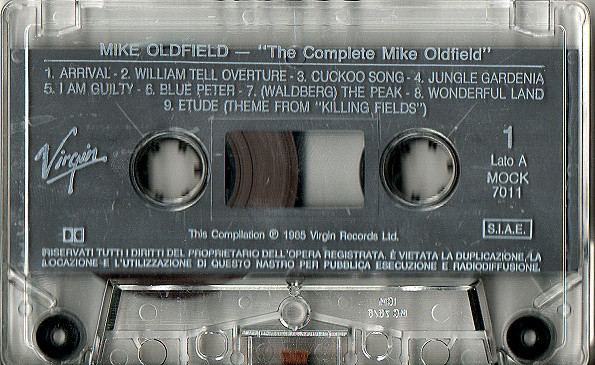 MIKE OLDFIELD — "The Complete Mike Oldfield"
1. ARRIVAL - 2. WILLIAM TELL OVERTURE - 3. CUCKOO SONG - 4. JUNGLE GARDENIA
5. I AM GUILTY - 6. BLUE PETER - 7. (WALDBERG) THE PEAK - 8. WONDERFUL LAND
9. ETUDE (THEME FROM "KILLING FIELDS")
Virgin
1
Lato A
MOCK
7011
This Compilation ℗ 1985 Virgin Records Ltd.
S.I.A.E.
RISERVATI TUTTI I DIRITTI DEL PROPRIETARIO DELL'OPERA REGISTRATA. È VIETATA LA DUPLICAZIONE, LA
LOCAZIONE E L'UTILIZZAZIONE DI QUESTO NASTRO PER PUBBLICA ESECUZIONE E RADIODIFFUSIONE.
ICM